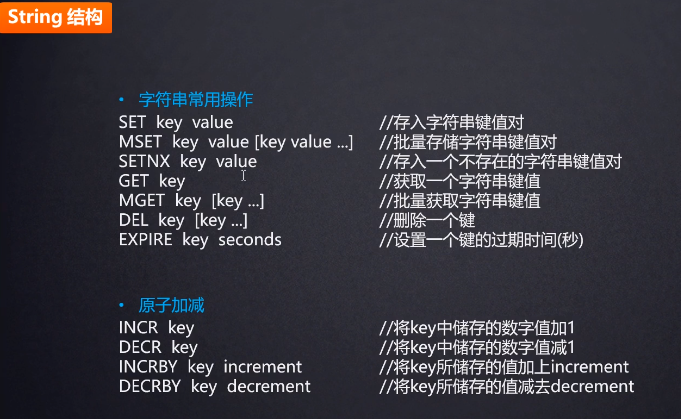 String 结构
• 字符串常用操作
SET key value //存入字符串键值对
MSET key value [key value ...] //批量存储字符串键值对
SETNX key value //存入一个不存在的字符串键值对
GET key //获取一个字符串键值
MGET key [key ...] //批量获取字符串键值
DEL key [key ...] //删除一个键
EXPIRE key seconds //设置一个键的过期时间(秒)
• 原子加减
INCR key //将key中储存的数字值加1
DECR key //将key中储存的数字值减1
INCRBY key increment //将key所储存的值加上increment
DECRBY key decrement //将key所储存的值减去decrement